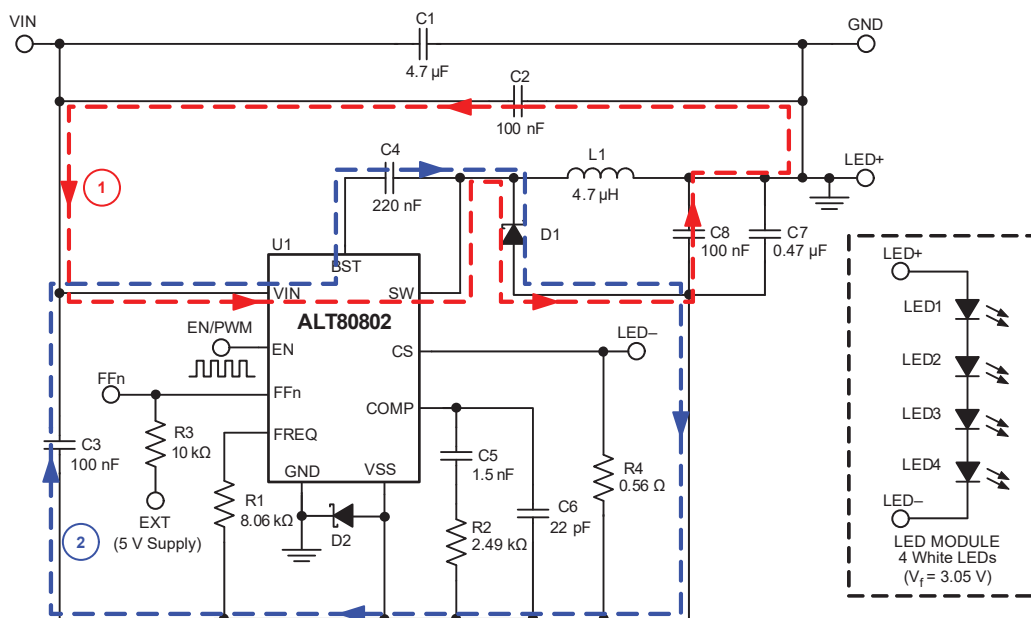 VIN
C1
4.7 µF
GND
C2
100 nF
1
C4
220 nF
L1
4.7 µH
LED+
D1
C8
100 nF
C7
0.47 µF
U1
BST
VIN
SW
ALT80802
EN/PWM
EN
CS
LED–
FFn
FFn
COMP
FREQ
R3
10 kΩ
C3
100 nF
GND
VSS
C5
1.5 nF
R4
0.56 Ω
R1
8.06 kΩ
EXT
(5 V Supply)
D2
R2
2.49 kΩ
C6
22 pF
2
LED+
LED1
LED2
LED3
LED4
LED–
LED MODULE
4 White LEDs
(Vf = 3.05 V)